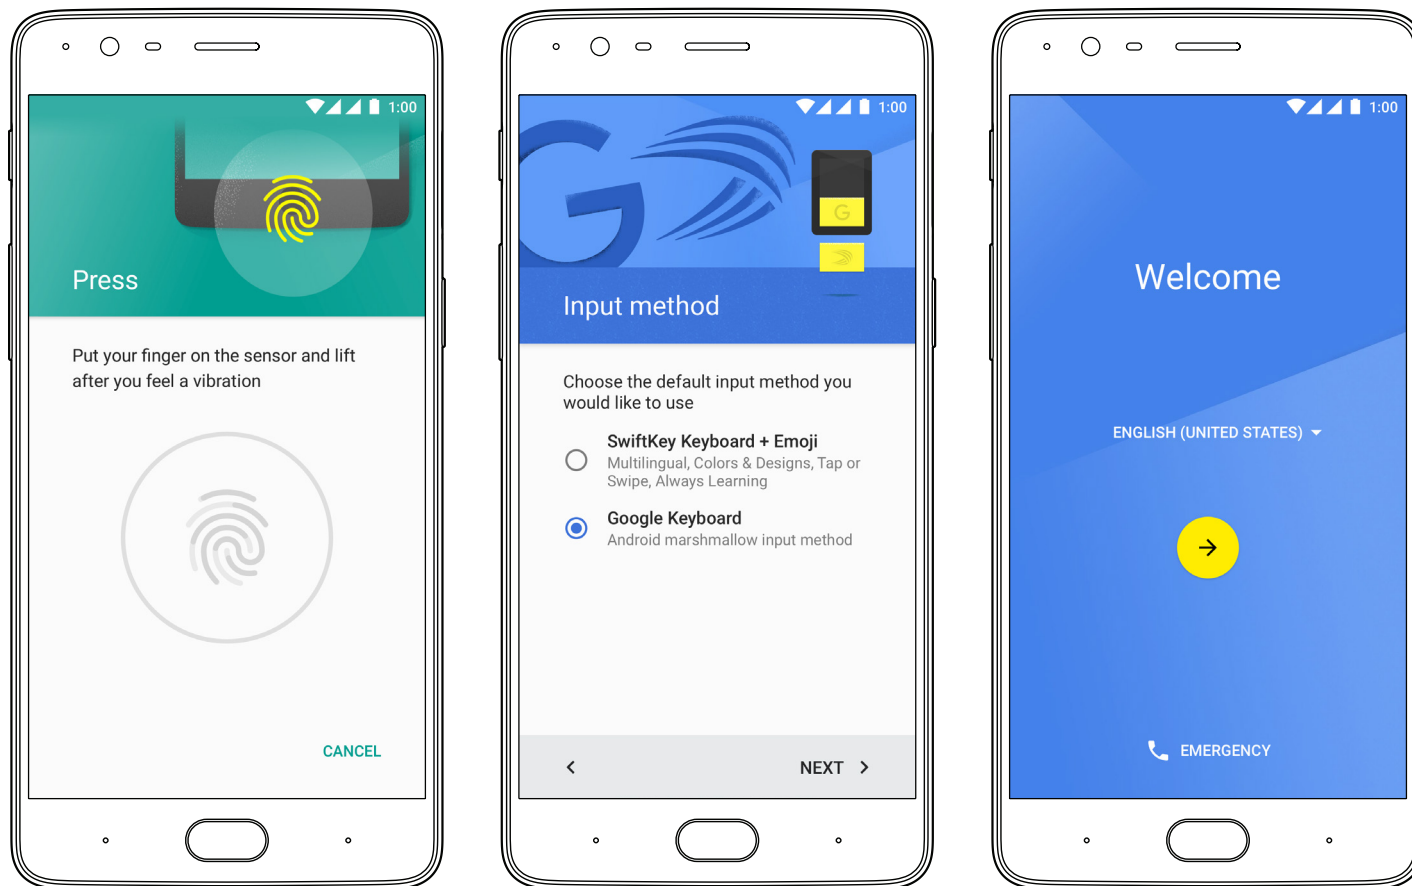 1:00
Press
Put your finger on the sensor and lift
after you feel a vibration
CANCEL
1:00
G
Input method
Choose the default input method you
would like to use
SwiftKey Keyboard + Emoji
Multilingual, Colors & Designs, Tap or
Swipe, Always Learning
Google Keyboard
Android marshmallow input method
NEXT
1:00
Welcome
ENGLISH (UNITED STATES)
EMERGENCY